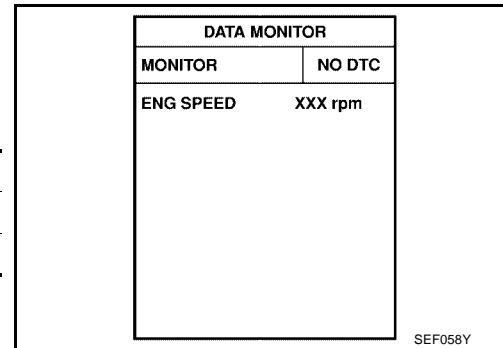 DATA MONITOR
MONITOR NO DTC
ENG SPEED XXX rpm
SEF058Y